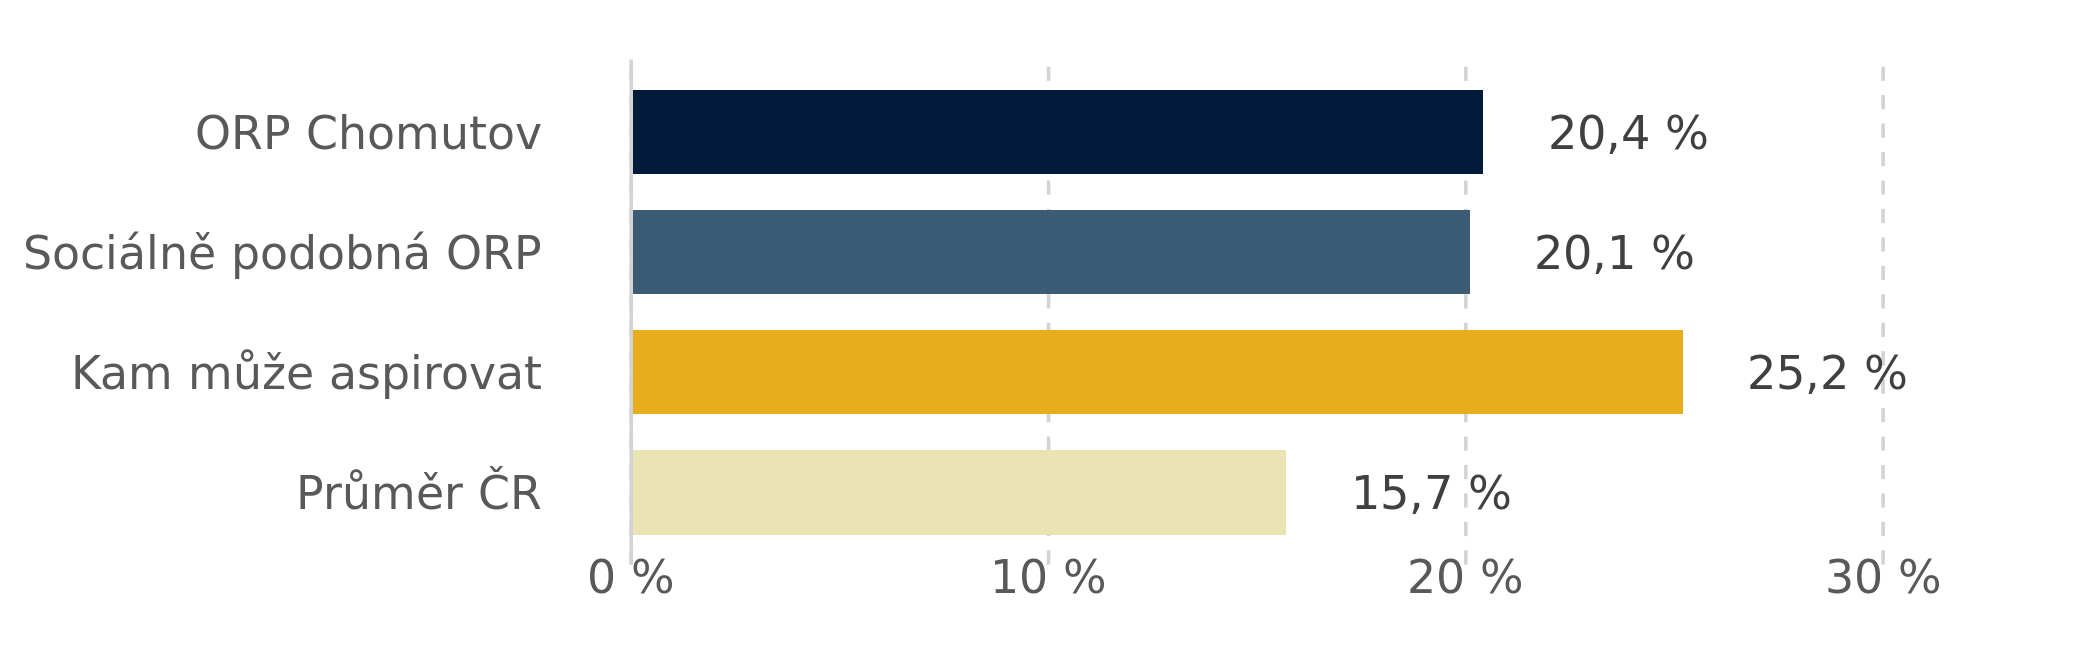 ORP Chomutov 20,4 %
Sociálně podobná ORP 20,1 %
Kam může aspirovat 25,2 %
Průměr ČR 15,7 %
0 % 10 % 20 % 30 %